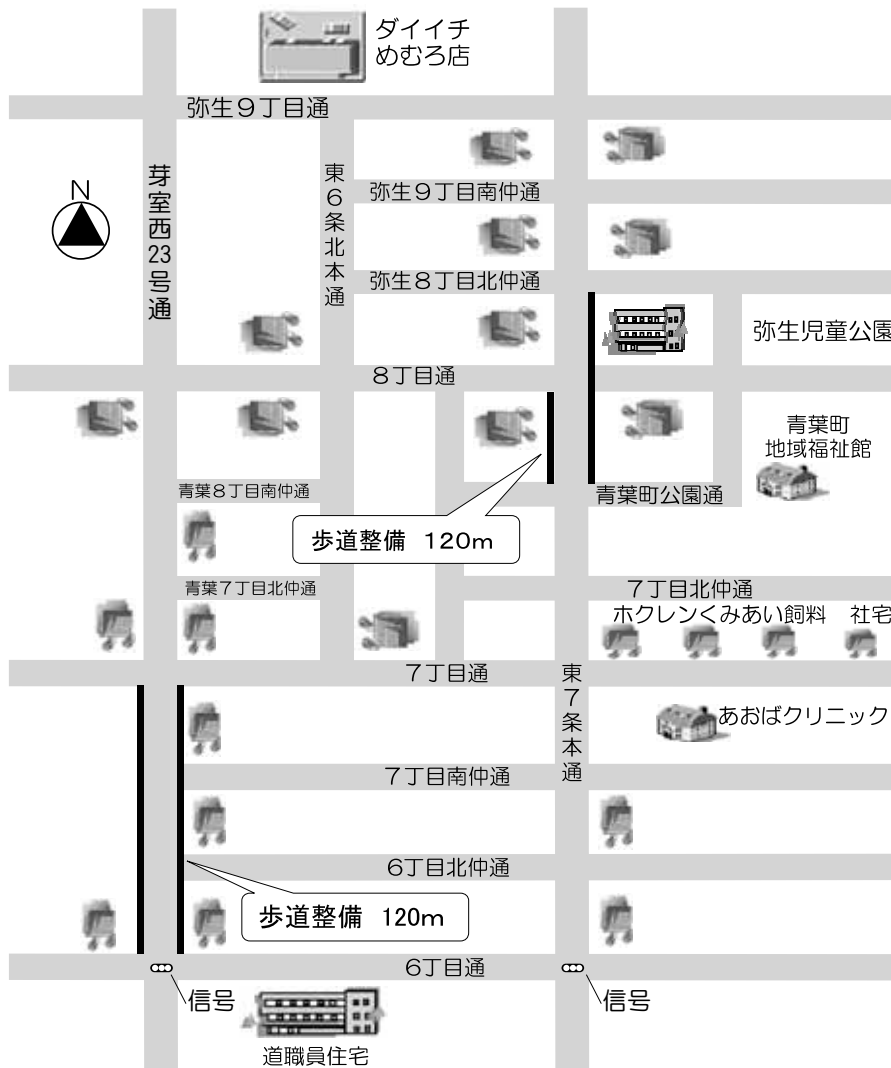 ダイイチ
めむろ店
弥生9丁目通
N
芽室西23号通
東6条北本通
弥生9丁目南仲通
弥生8丁目北仲通
弥生児童公園
8丁目通
青葉町
地域福祉館
青葉8丁目南仲通
青葉町公園通
歩道整備 120m
青葉7丁目北仲通
7丁目北仲通
ホクレンくみあい飼料 社宅
7丁目通
東7条本通
あおばクリニック
7丁目南仲通
6丁目北仲通
歩道整備 120m
6丁目通
信号
信号
道職員住宅